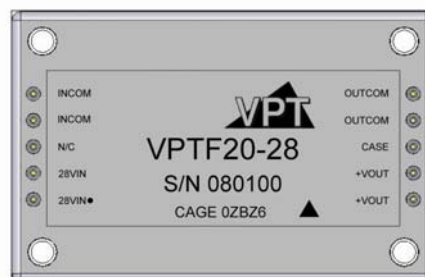 INCOM
INCOM
N/C
28VIN
28VIN●
VPT
VPTF20-28
S/N 080100
CAGE 0ZBZ6
OUTCOM
OUTCOM
CASE
+VOUT
+VOUT